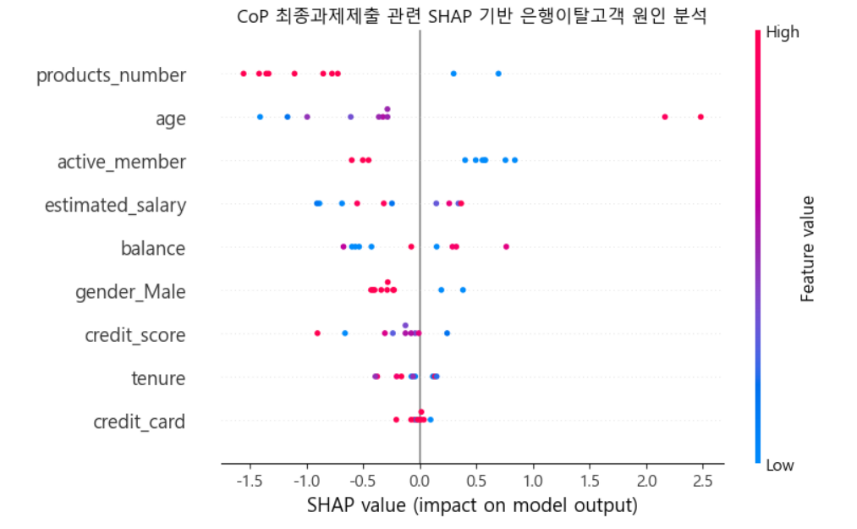 CoP 최종과제제출 관련 SHAP 기반 은행이탈고객 원인 분석
High
products_number
age
active_member
estimated_salary
balance
gender_Male
credit_score
tenure
credit_card
Feature value
Low
-1.5 -1.0 -0.5 0.0 0.5 1.0 1.5 2.0 2.5
SHAP value (impact on model output)